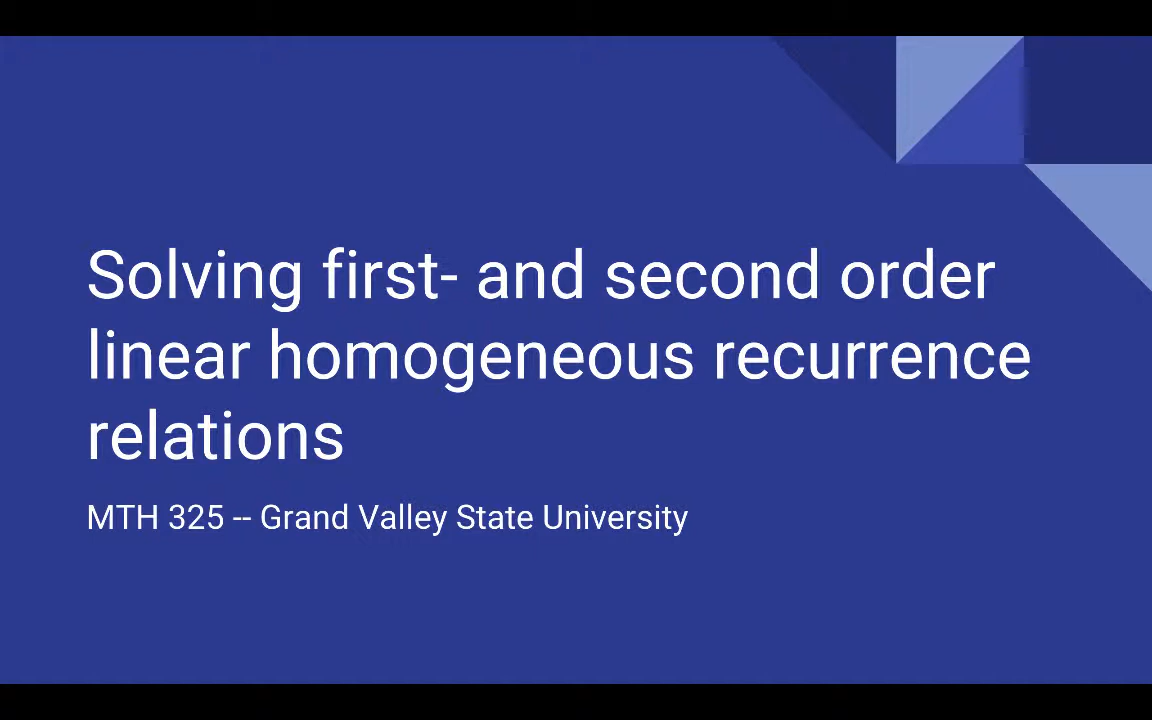 Solving first- and second order
linear homogeneous recurrence
relations
MTH 325 -- Grand Valley State University